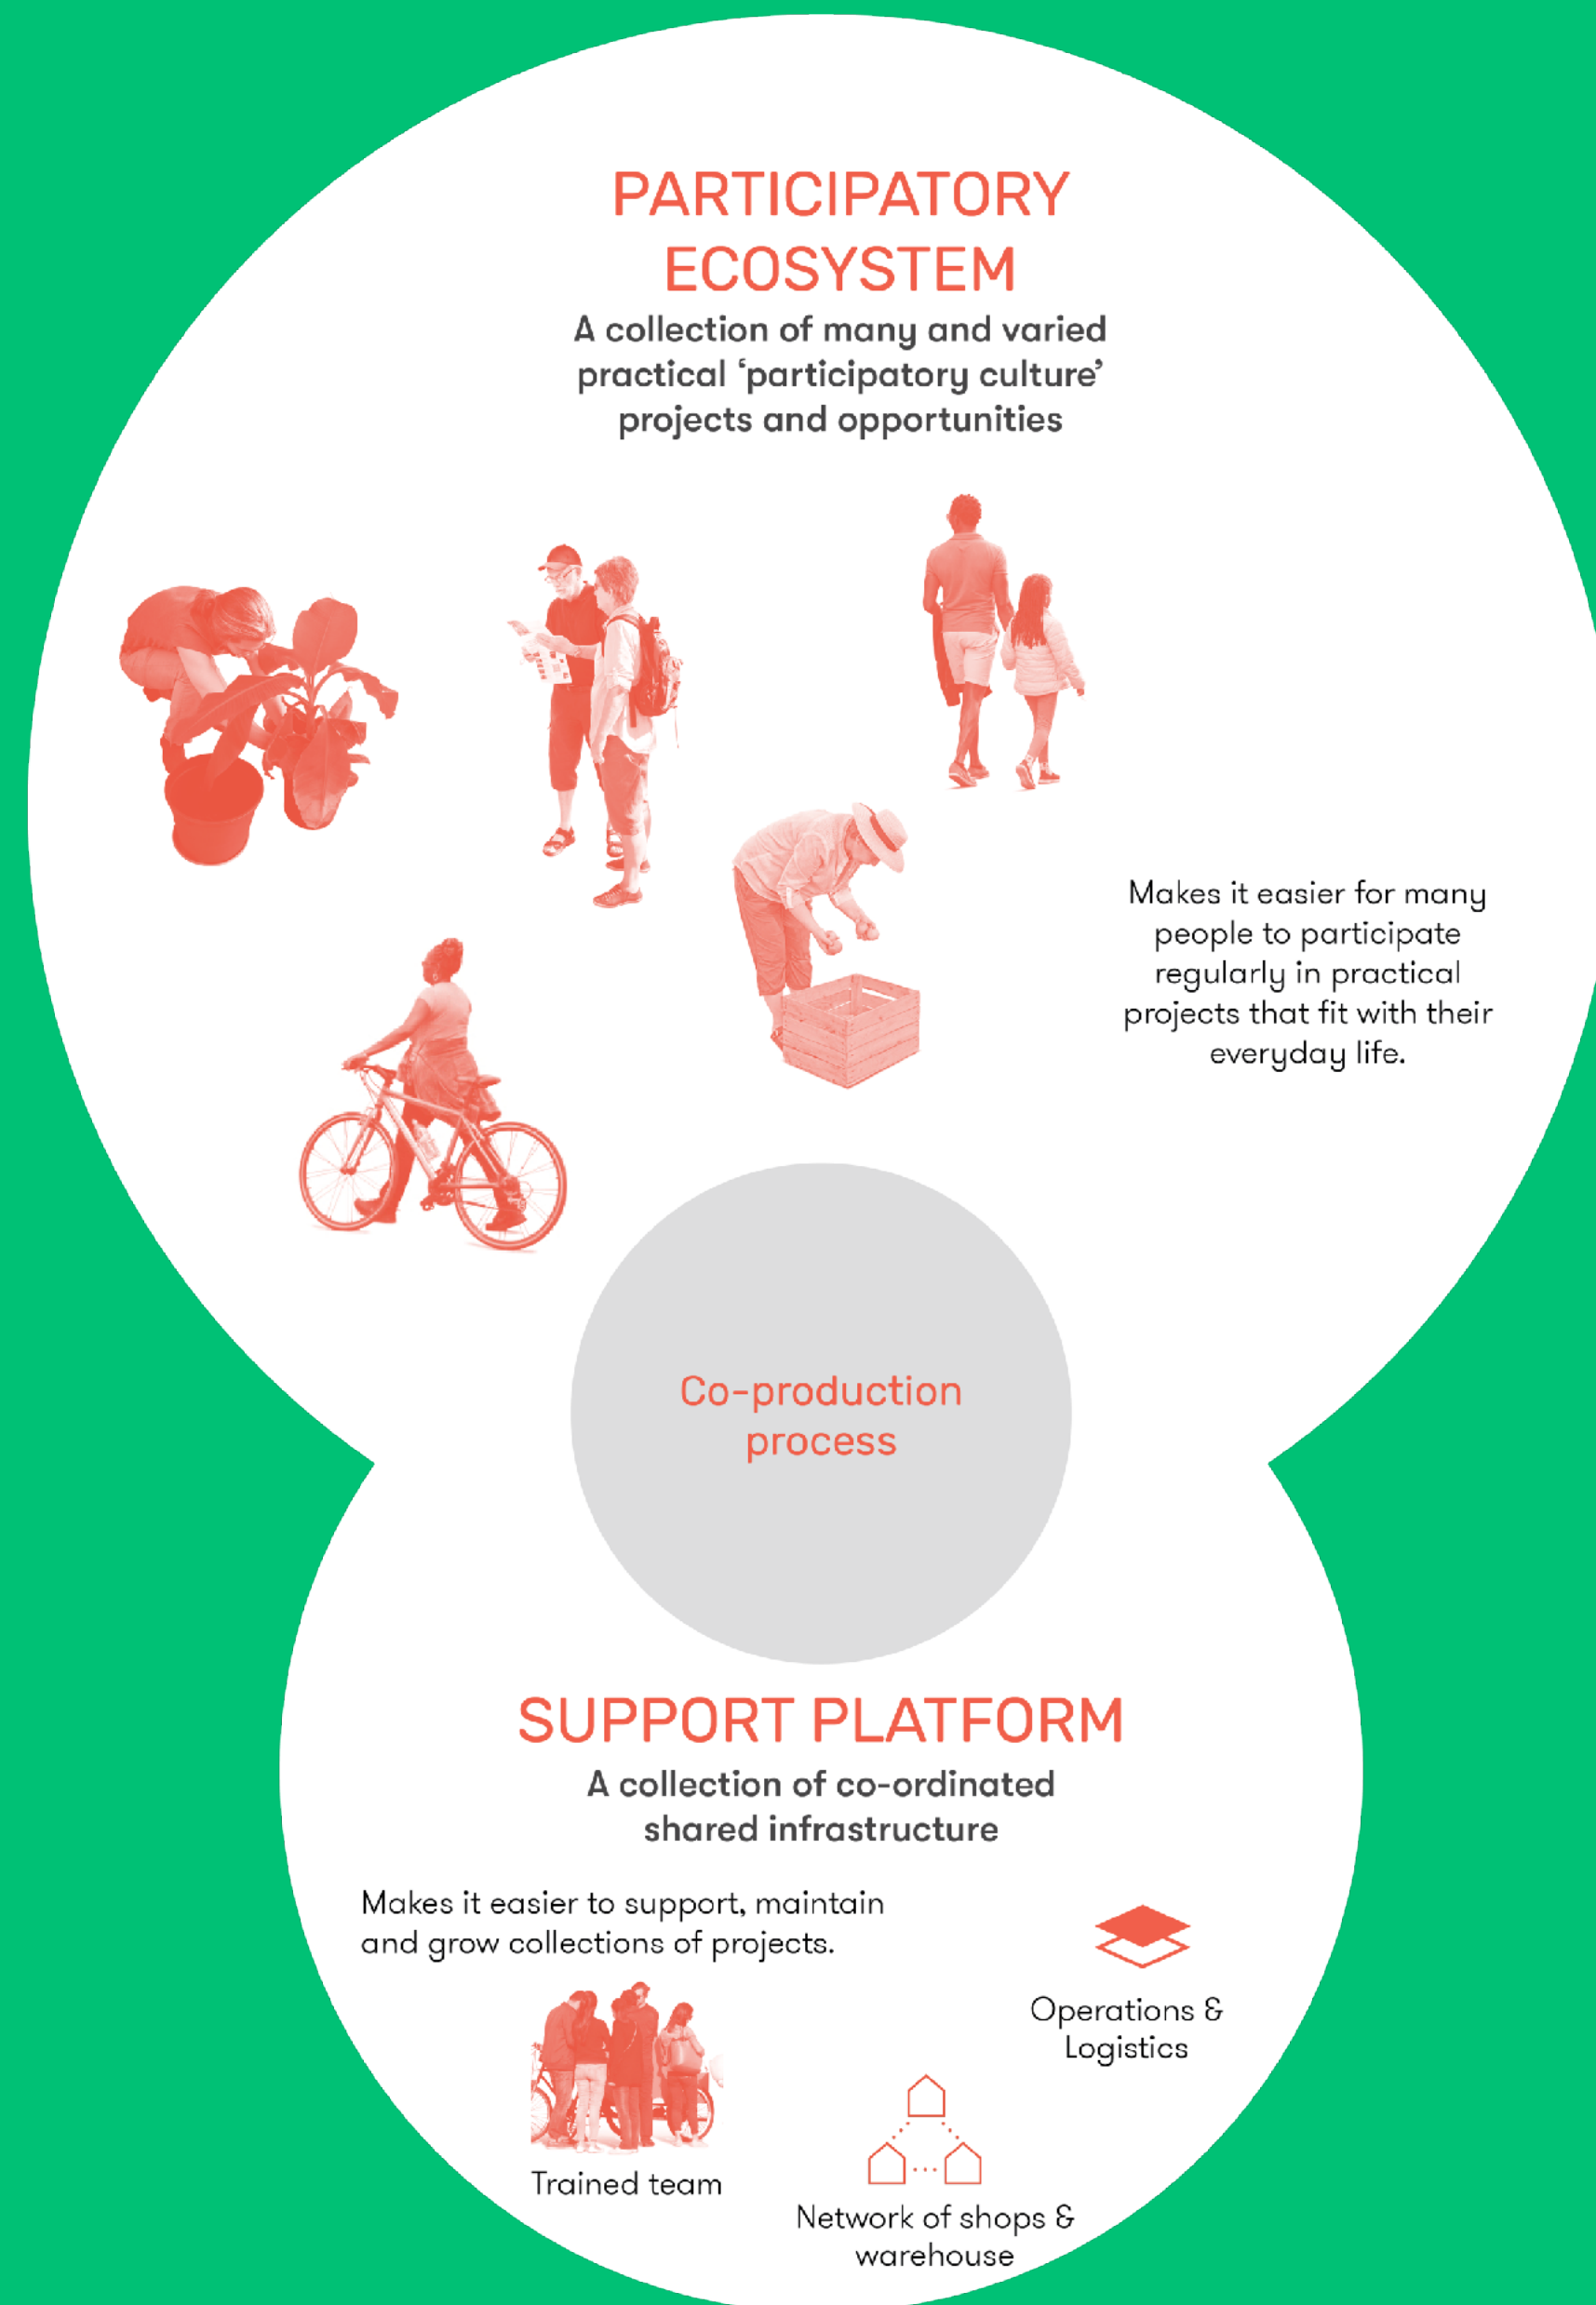 PARTICIPATORY
ECOSYSTEM
A collection of many and varied
practical ‘participatory culture’
projects and opportunities
Makes it easier for many
people to participate
regularly in practical
projects that fit with their
everyday life.
Co-production
process
SUPPORT PLATFORM
A collection of co-ordinated
shared infrastructure
Makes it easier to support, maintain
and grow collections of projects.
Operations &
Logistics
Trained team
Network of shops &
warehouse